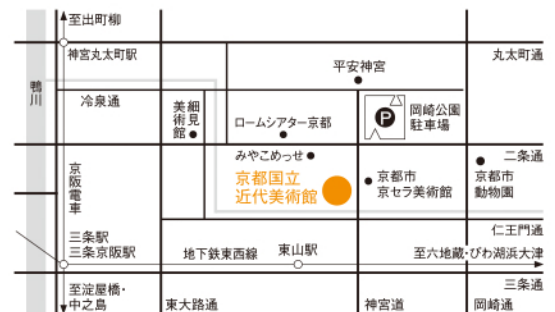 至出町柳
神宮丸太町駅
丸太町通
平安神宮
鴨川
冷泉通
細見
美術館
ロームシアター京都
P
岡崎公園
駐車場
みやこめっせ
二条通
京都国立
近代美術館
京都市
京セラ美術館
京都市
動物園
京阪電車
仁王門通
三条駅
三条京阪駅
地下鉄東西線
東山駅
至六地蔵・びわ湖浜大津
三条通
至淀屋橋・
中之島
東大路通
神宮道
岡崎通